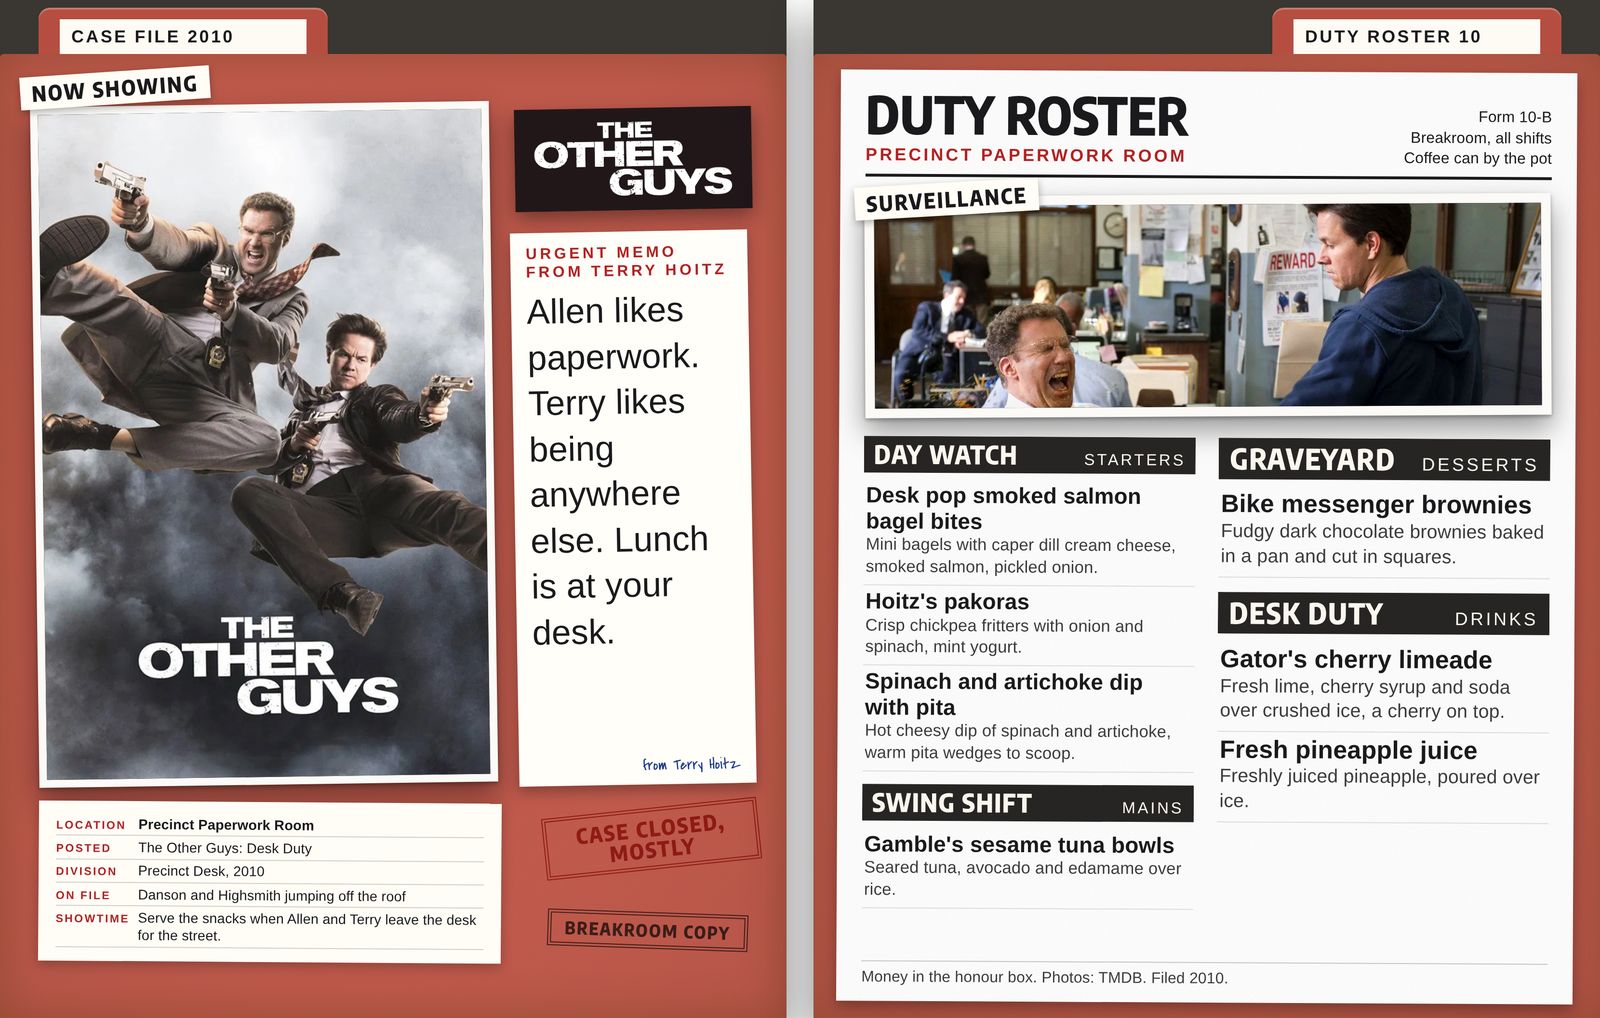 CASE FILE 2010
NOW SHOWING
THE
OTHER
GUYS
THE
OTHER
GUYS
URGENT MEMO
FROM TERRY HOITZ
Allen likes
paperwork.
Terry likes
being
anywhere
else. Lunch
is at your
desk.
from Terry Hoitz
LOCATION Precinct Paperwork Room
POSTED The Other Guys: Desk Duty
DIVISION Precinct Desk, 2010
ON FILE Danson and Highsmith jumping off the roof
SHOWTIME Serve the snacks when Allen and Terry leave the desk
for the street.
CASE CLOSED,
MOSTLY
BREAKROOM COPY
DUTY ROSTER 10
DUTY ROSTER
PRECINCT PAPERWORK ROOM
Form 10-B
Breakroom, all shifts
Coffee can by the pot
SURVEILLANCE
REWARD
DAY WATCH STARTERS
Desk pop smoked salmon
bagel bites
Mini bagels with caper dill cream cheese,
smoked salmon, pickled onion.
Hoitz's pakoras
Crisp chickpea fritters with onion and
spinach, mint yogurt.
Spinach and artichoke dip
with pita
Hot cheesy dip of spinach and artichoke,
warm pita wedges to scoop.
SWING SHIFT MAINS
Gamble's sesame tuna bowls
Seared tuna, avocado and edamame over
rice.
GRAVEYARD DESSERTS
Bike messenger brownies
Fudgy dark chocolate brownies baked
in a pan and cut in squares.
DESK DUTY DRINKS
Gator's cherry limeade
Fresh lime, cherry syrup and soda
over crushed ice, a cherry on top.
Fresh pineapple juice
Freshly juiced pineapple, poured over
ice.
Money in the honour box. Photos: TMDB. Filed 2010.